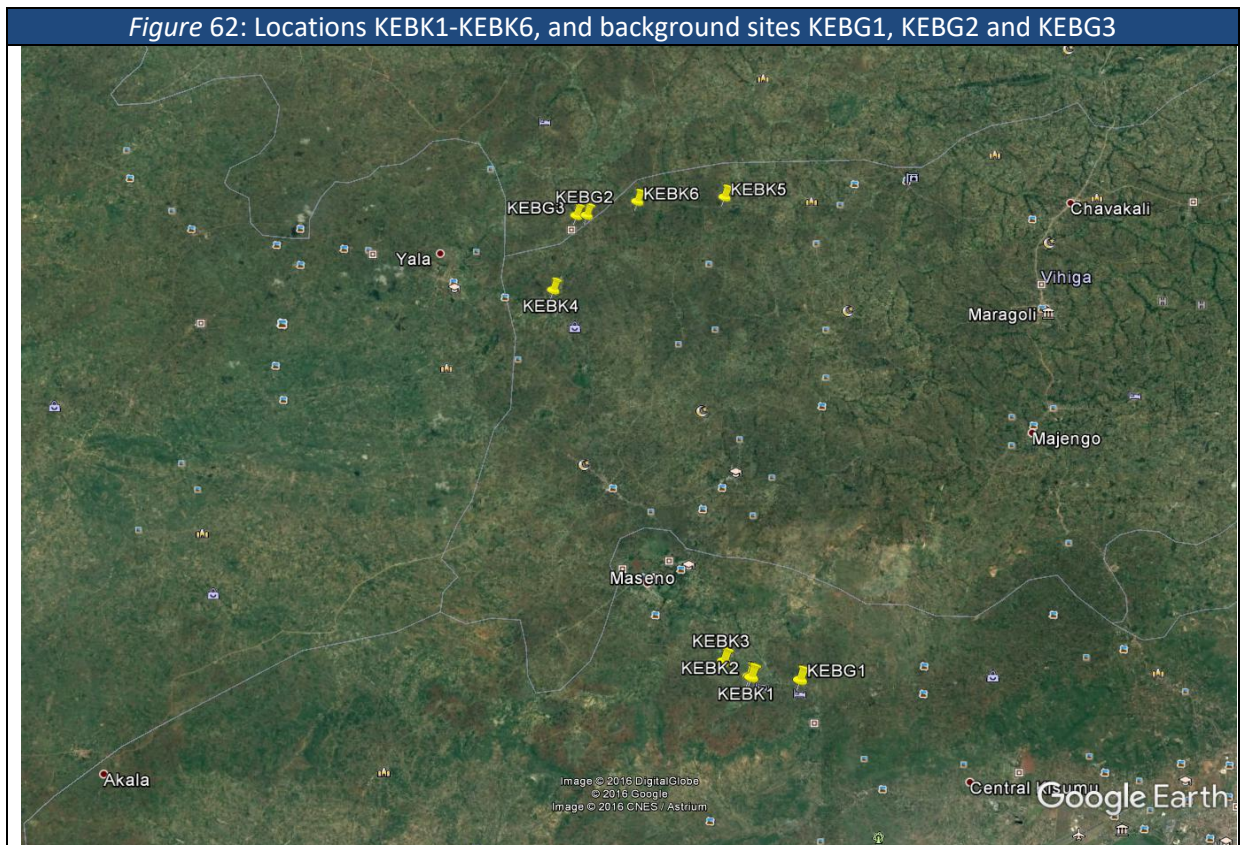 Figure 62: Locations KEBK1-KEBK6, and background sites KEBG1, KEBG2 and KEBG3
KEBG2
KEBK6
KEBK5
KEBG3
Chavakali
Yala
Vihiga
KEBK4
Maragoli
Majengo
Maseno
KEBK3
KEBK2
KEBG1
KEBK1
Akala
Image © 2016 DigitalGlobe
© 2016 Google
Image © 2016 CNES / Astrium
Central Kisumu
Google Earth